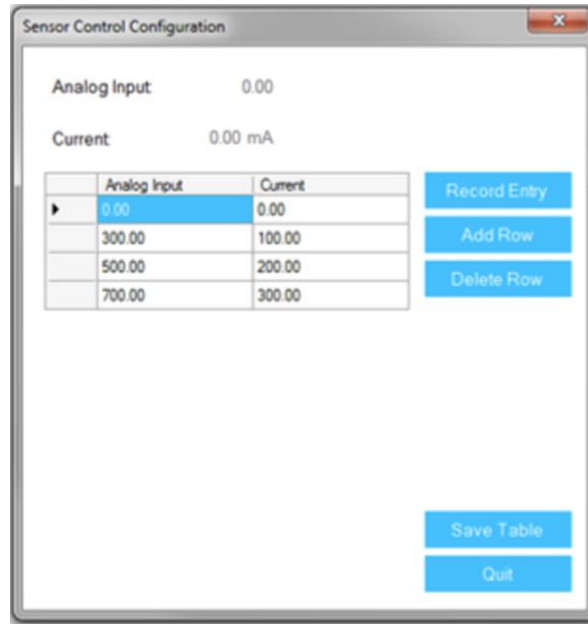 Sensor Control Configuration
Analog Input 0.00
Current 0.00 mA
Analog Input Current
0.00 0.00
300.00 100.00
500.00 200.00
700.00 300.00
Record Entry
Add Row
Delete Row
Save Table
Quit